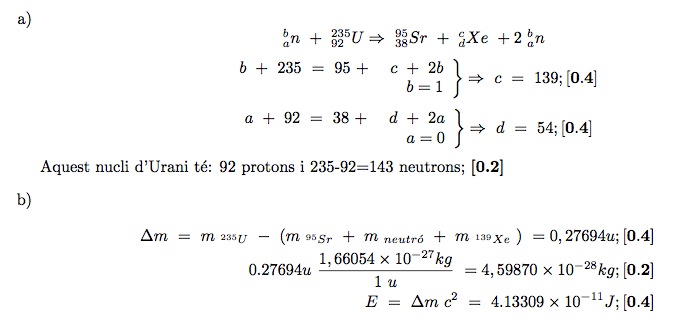 a)
ᵇₐn + ²³⁵₉₂U ⇒ ⁹⁵₃₈Sr + ᶜ_dXe + 2 ᵇₐn
b + 235 = 95 + c + 2b
b = 1 } ⇒ c = 139; [0.4]
a + 92 = 38 + d + 2a
a = 0 } ⇒ d = 54; [0.4]
Aquest nucli d'Urani té: 92 protons i 235-92=143 neutrons; [0.2]
b)
Δm = m ²³⁵U − (m ⁹⁵Sr + m neutró + m ¹³⁹Xe ) = 0,27694u; [0.4]
0.27694u 1,66054 × 10⁻²⁷kg / 1 u = 4,59870 × 10⁻²⁸kg; [0.2]
E = Δm c² = 4.13309 × 10⁻¹¹J; [0.4]